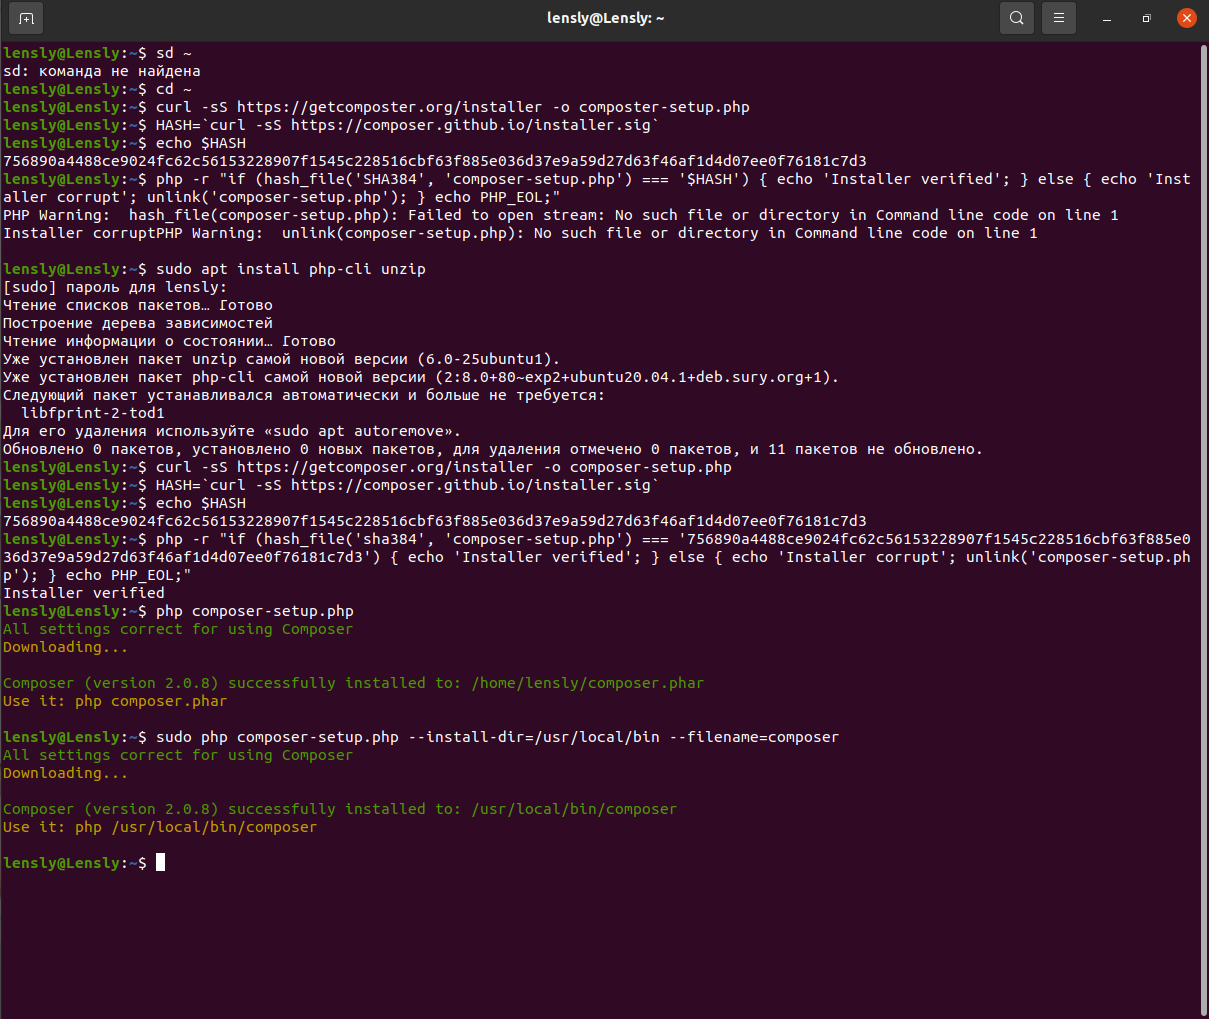 lensly@Lensly: ~
lensly@Lensly:~$ sd ~
sd: команда не найдена
lensly@Lensly:~$ cd ~
lensly@Lensly:~$ curl -sS https://getcomposter.org/installer -o composter-setup.php
lensly@Lensly:~$ HASH=`curl -sS https://composer.github.io/installer.sig`
lensly@Lensly:~$ echo $HASH
756890a4488ce9024fc62c56153228907f1545c228516cbf63f885e036d37e9a59d27d63f46af1d4d07ee0f76181c7d3
lensly@Lensly:~$ php -r "if (hash_file('SHA384', 'composer-setup.php') === '$HASH') { echo 'Installer verified'; } else { echo 'Inst
aller corrupt'; unlink('composer-setup.php'); } echo PHP_EOL;"
PHP Warning:  hash_file(composer-setup.php): Failed to open stream: No such file or directory in Command line code on line 1
Installer corruptPHP Warning:  unlink(composer-setup.php): No such file or directory in Command line code on line 1
lensly@Lensly:~$ sudo apt install php-cli unzip
[sudo] пароль для lensly:
Чтение списков пакетов… Готово
Построение дерева зависимостей
Чтение информации о состоянии… Готово
Уже установлен пакет unzip самой новой версии (6.0-25ubuntu1).
Уже установлен пакет php-cli самой новой версии (2:8.0+80~exp2+ubuntu20.04.1+deb.sury.org+1).
Следующий пакет устанавливался автоматически и больше не требуется:
  libfprint-2-tod1
Для его удаления используйте «sudo apt autoremove».
Обновлено 0 пакетов, установлено 0 новых пакетов, для удаления отмечено 0 пакетов, и 11 пакетов не обновлено.
lensly@Lensly:~$ curl -sS https://getcomposer.org/installer -o composer-setup.php
lensly@Lensly:~$ HASH=`curl -sS https://composer.github.io/installer.sig`
lensly@Lensly:~$ echo $HASH
756890a4488ce9024fc62c56153228907f1545c228516cbf63f885e036d37e9a59d27d63f46af1d4d07ee0f76181c7d3
lensly@Lensly:~$ php -r "if (hash_file('sha384', 'composer-setup.php') === '756890a4488ce9024fc62c56153228907f1545c228516cbf63f885e0
36d37e9a59d27d63f46af1d4d07ee0f76181c7d3') { echo 'Installer verified'; } else { echo 'Installer corrupt'; unlink('composer-setup.ph
p'); } echo PHP_EOL;"
Installer verified
lensly@Lensly:~$ php composer-setup.php
All settings correct for using Composer
Downloading...
Composer (version 2.0.8) successfully installed to: /home/lensly/composer.phar
Use it: php composer.phar
lensly@Lensly:~$ sudo php composer-setup.php --install-dir=/usr/local/bin --filename=composer
All settings correct for using Composer
Downloading...
Composer (version 2.0.8) successfully installed to: /usr/local/bin/composer
Use it: php /usr/local/bin/composer
lensly@Lensly:~$